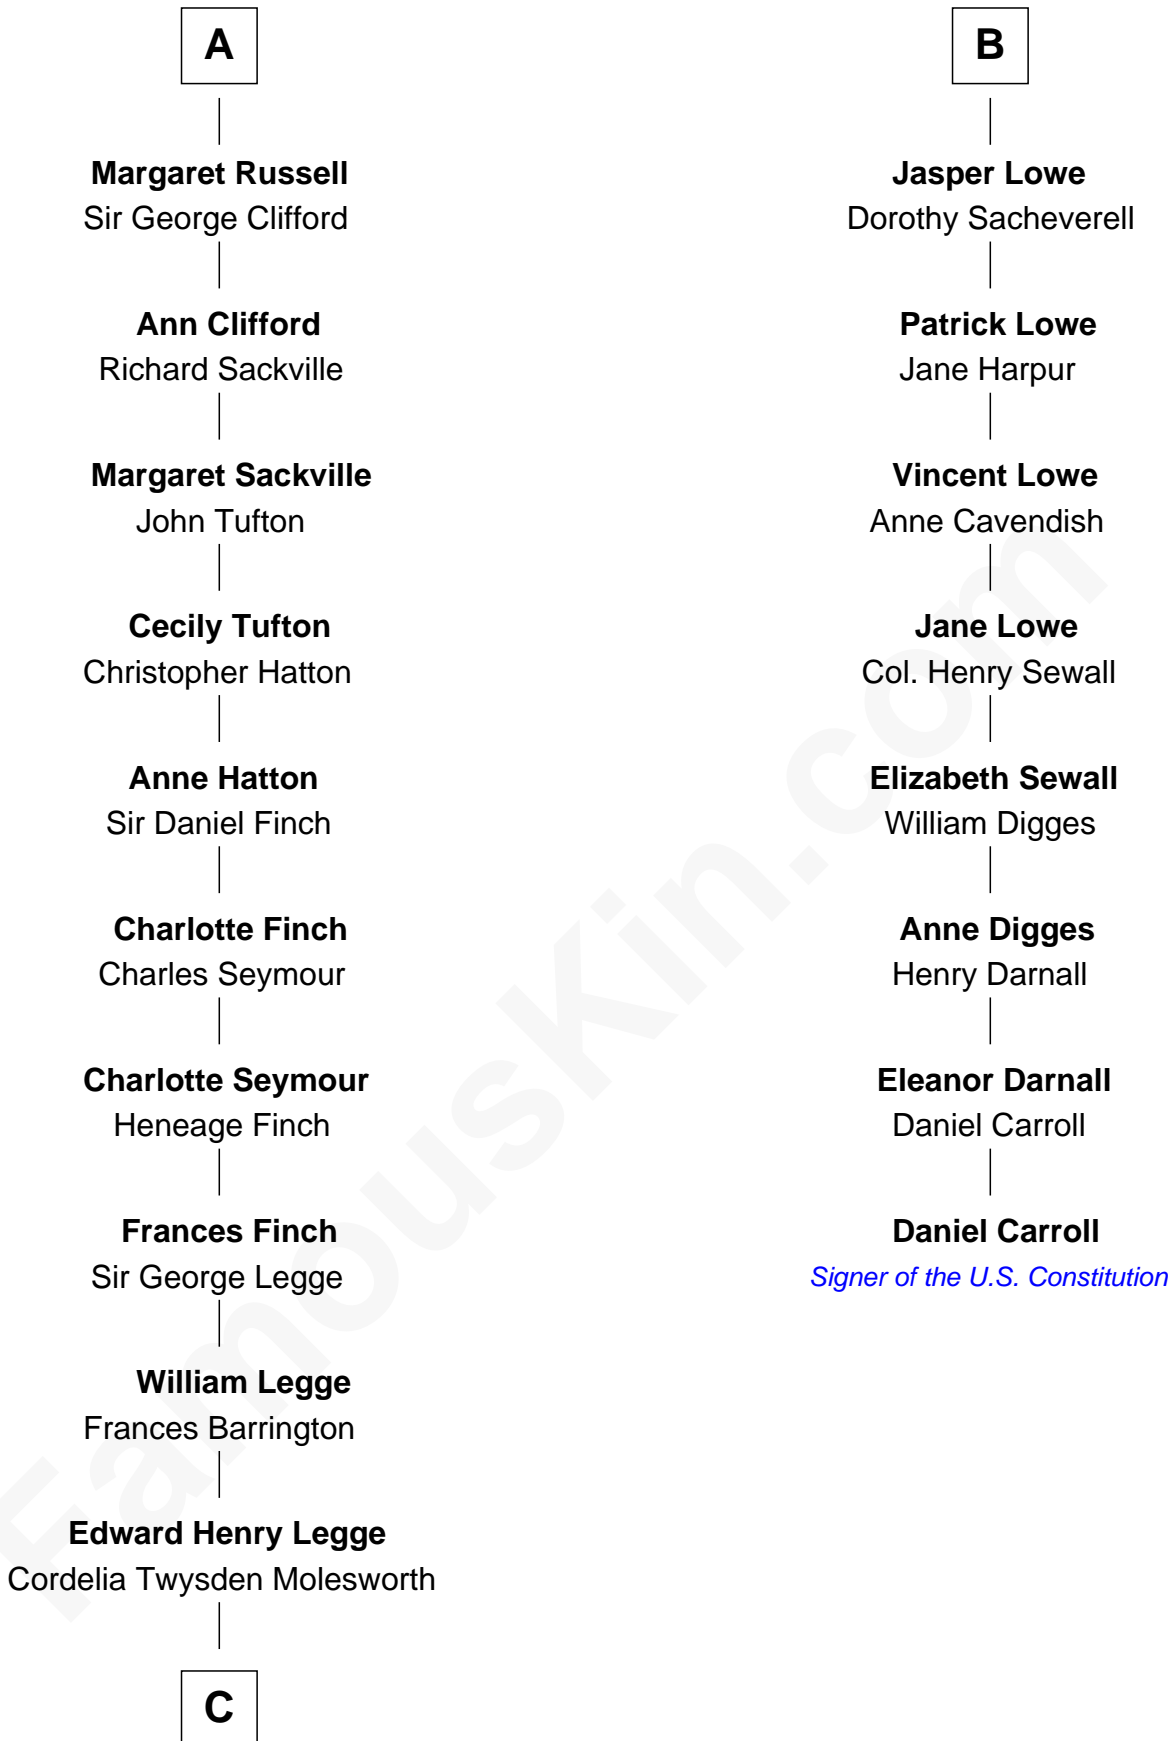 A
Margaret Russell
Sir George Clifford
Ann Clifford
Richard Sackville
Margaret Sackville
John Tufton
Cecily Tufton
Christopher Hatton
Anne Hatton
Sir Daniel Finch
Charlotte Finch
Charles Seymour
Charlotte Seymour
Heneage Finch
Frances Finch
Sir George Legge
William Legge
Frances Barrington
Edward Henry Legge
Cordelia Twysden Molesworth
C
B
Jasper Lowe
Dorothy Sacheverell
Patrick Lowe
Jane Harpur
Vincent Lowe
Anne Cavendish
Jane Lowe
Col. Henry Sewall
Elizabeth Sewall
William Digges
Anne Digges
Henry Darnall
Eleanor Darnall
Daniel Carroll
Daniel Carroll
Signer of the U.S. Constitution
FamousKin.com